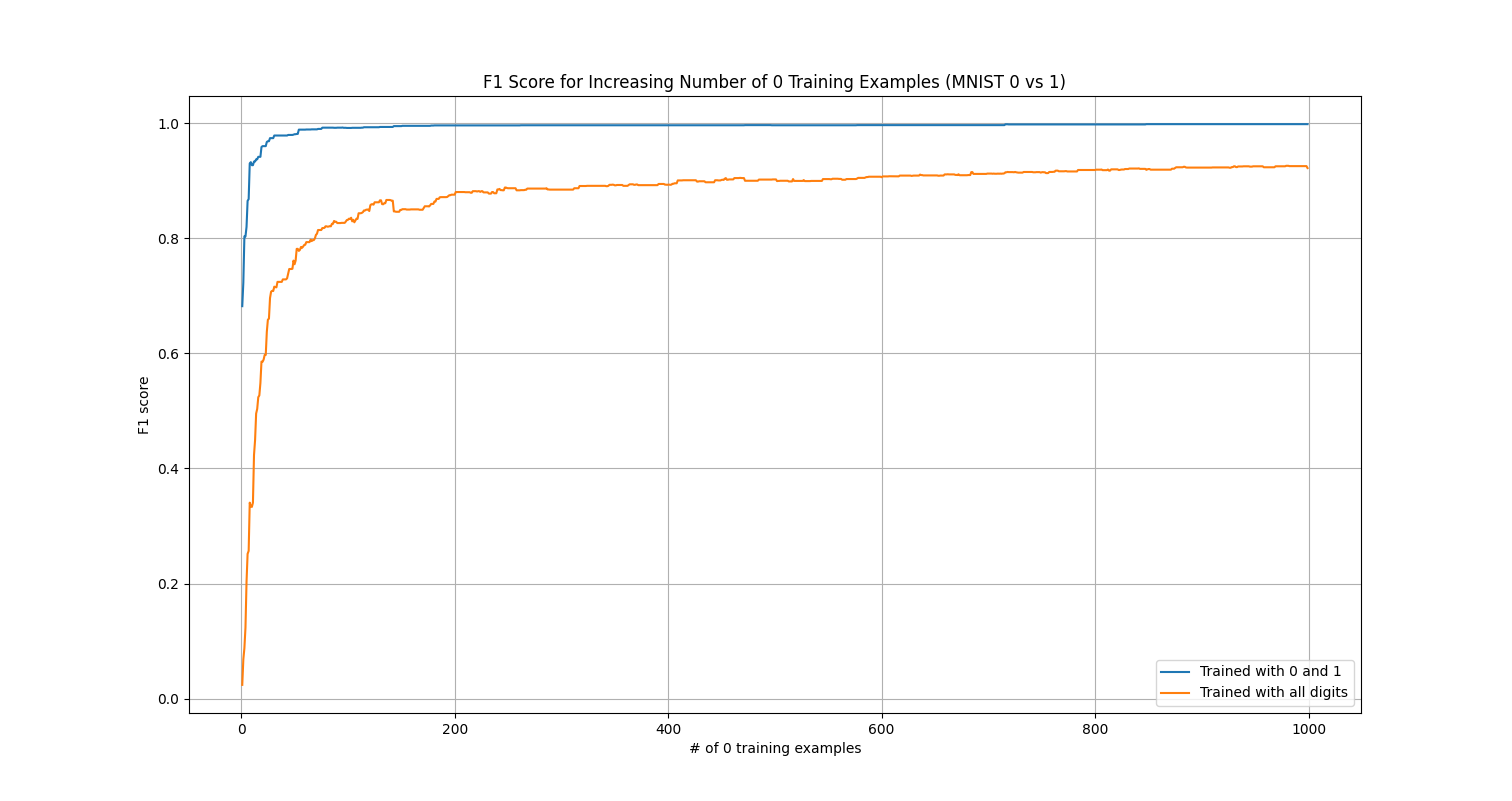 F1 Score for Increasing Number of 0 Training Examples (MNIST 0 vs 1)
1.0
0.8
0.6
0.4
0.2
0.0
F1 score
0 200 400 600 800 1000
# of 0 training examples
Trained with 0 and 1
Trained with all digits